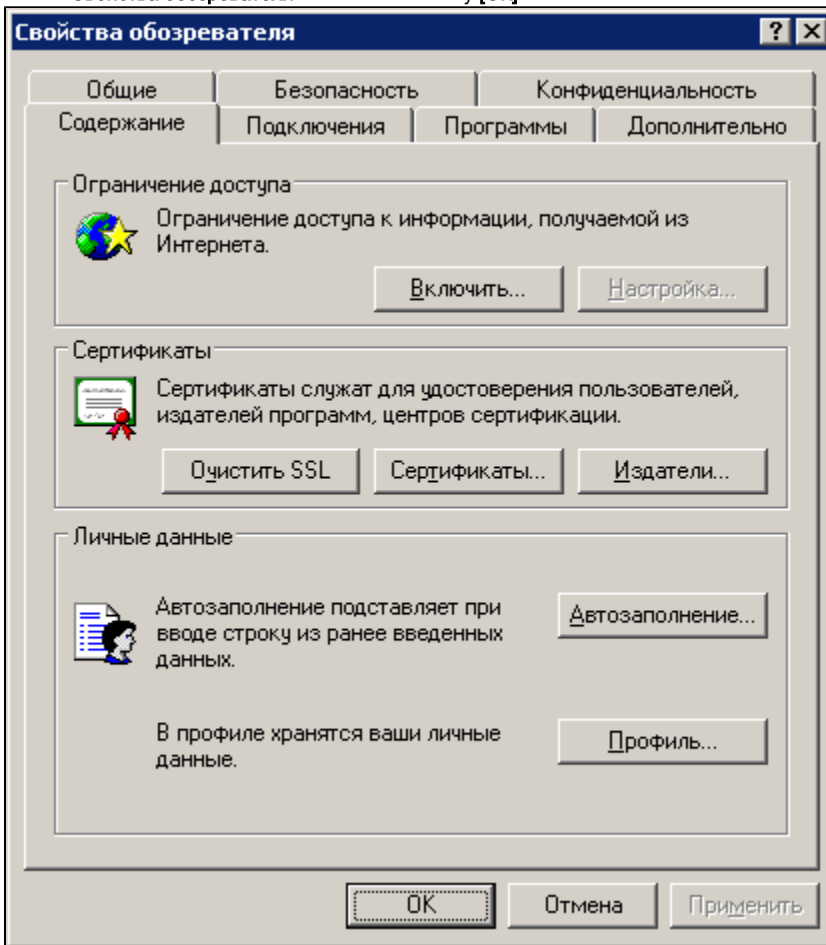 Свойства обозревателя
Общие Безопасность Конфиденциальность
Содержание Подключения Программы Дополнительно
Ограничение доступа
Ограничение доступа к информации, получаемой из
Интернета.
Включить... Настройка...
Сертификаты
Сертификаты служат для удостоверения пользователей,
издателей программ, центров сертификации.
Очистить SSL Сертификаты... Издатели...
Личные данные
Автозаполнение подставляет при
вводе строку из ранее введенных
данных.
Автозаполнение...
В профиле хранятся ваши личные
данные.
Профиль...
OK Отмена Применить